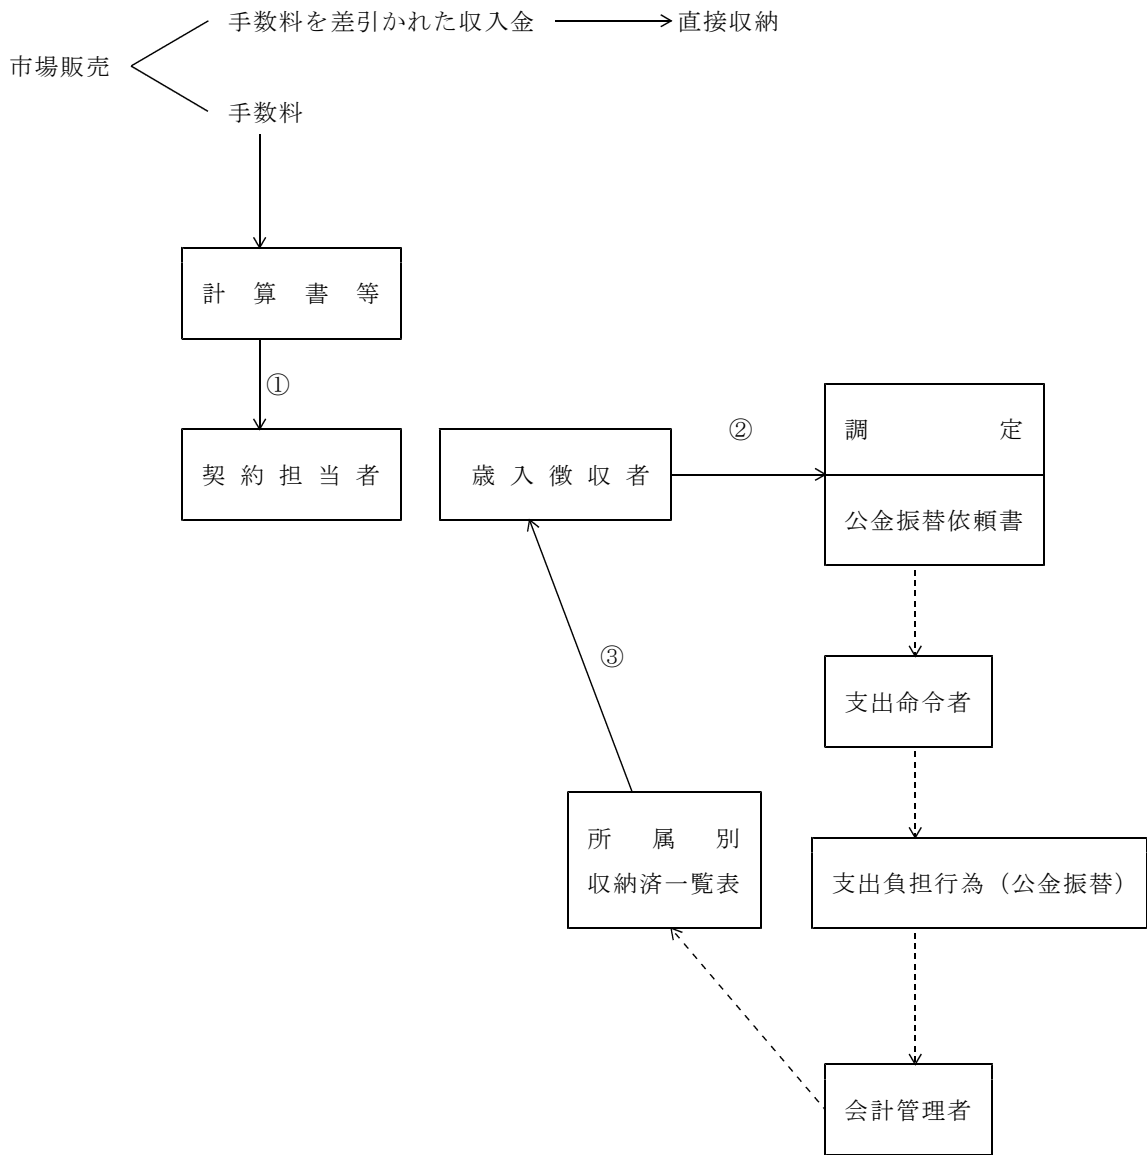 手数料を差引かれた収入金
直接収納
市場販売
手数料
計算書等
①
契約担当者
歳入徴収者
②
調定
公金振替依頼書
③
支出命令者
所属別
収納済一覧表
支出負担行為（公金振替）
会計管理者